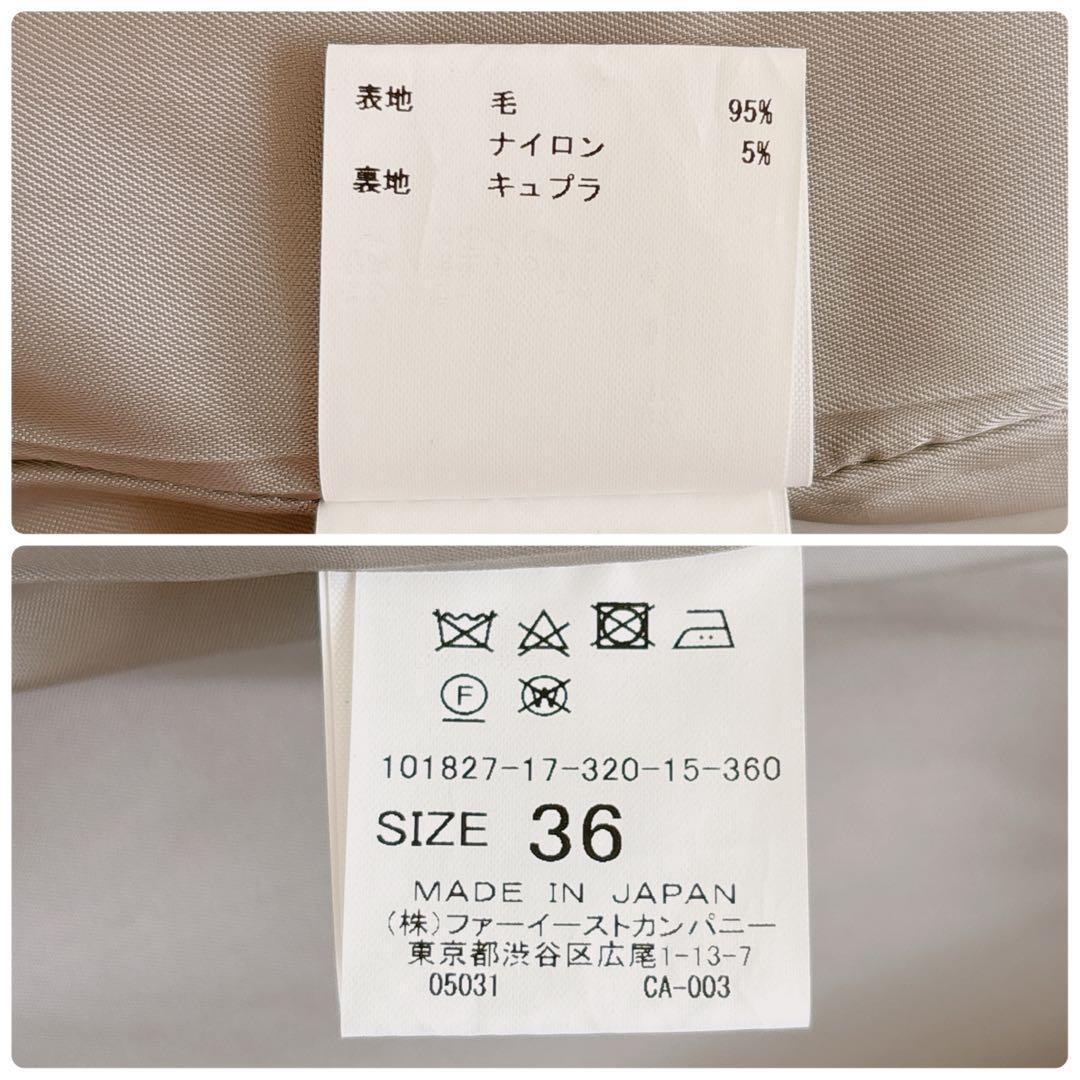 表地 毛 95%
ナイロン 5%
裏地 キュプラ
F
W
101827-17-320-15-360
SIZE 36
MADE IN JAPAN
(株)ファーイーストカンパニー
東京都渋谷区広尾1-13-7
05031 CA-003